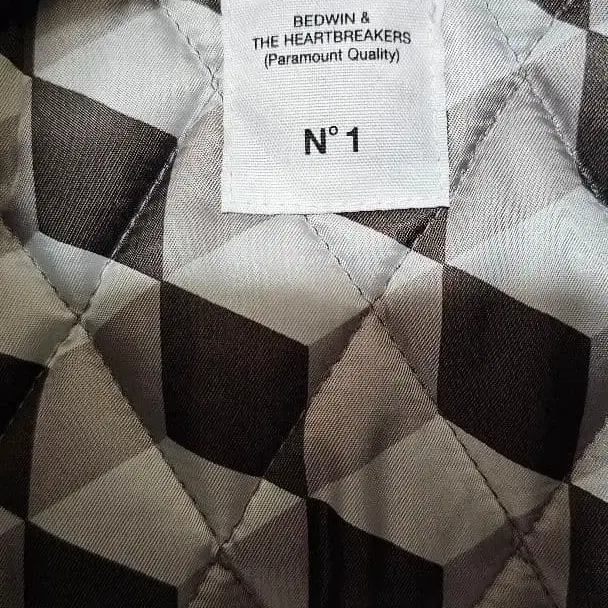 BEDWIN &
THE HEARTBREAKERS
(Paramount Quality)
N° 1